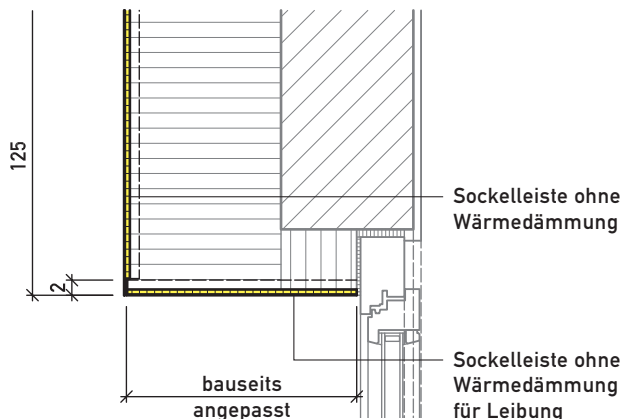 125
Sockelleiste ohne
Wärmedämmung
2
Sockelleiste ohne
Wärmedämmung
für Leibung
bauseits
angepasst